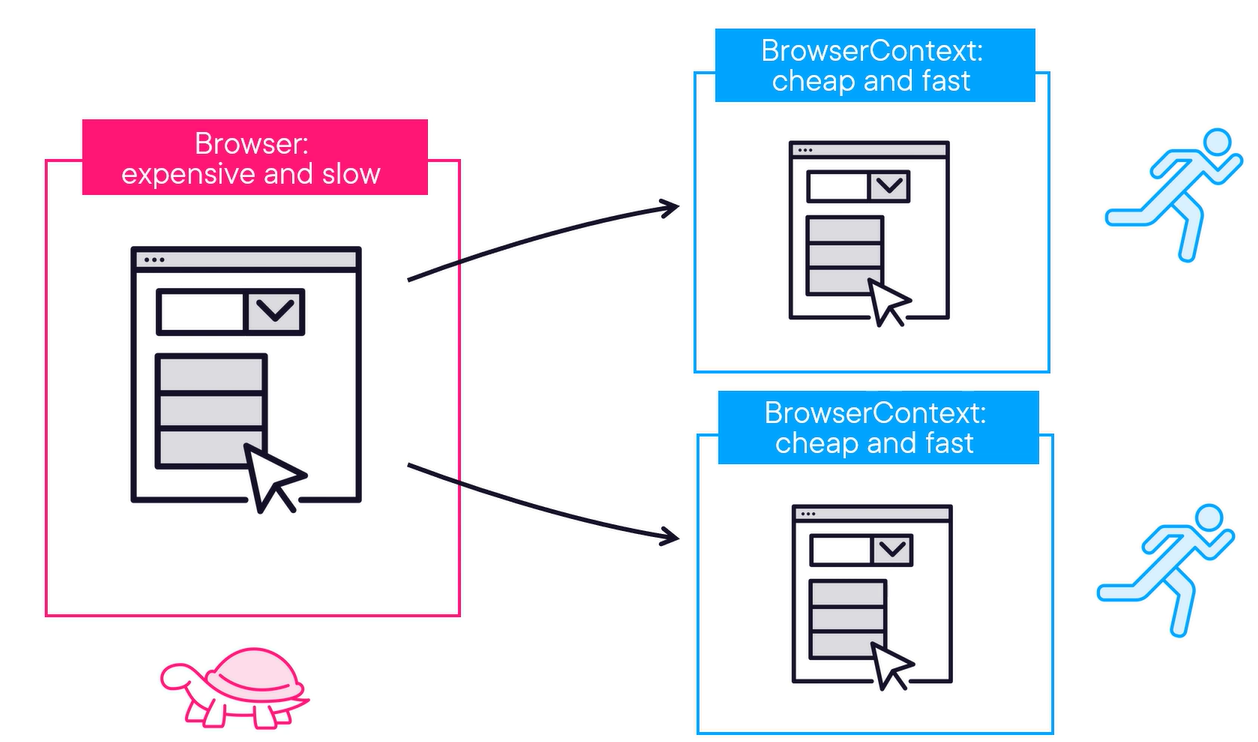 Browser:
expensive and slow
BrowserContext:
cheap and fast
BrowserContext:
cheap and fast